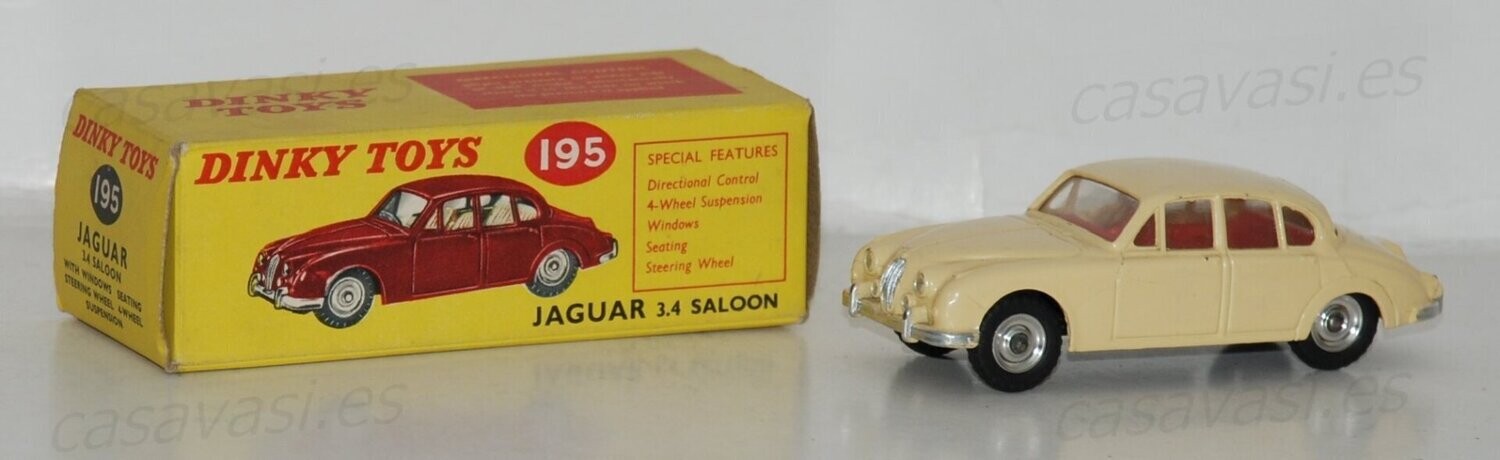 DINKY
TOYS
DINKY TOYS
195
JAGUAR
3.4 SALOON
WITH WINDOWS SEATING
STEERING WHEEL 4-WHEEL
SUSPENSION
DINKY TOYS
195
SPECIAL FEATURES
Directional Control
4-Wheel Suspension
Windows
Seating
Steering Wheel
JAGUAR 3.4 SALOON
casavasi.es
casavasi.es
casavasi.es
casavasi.es